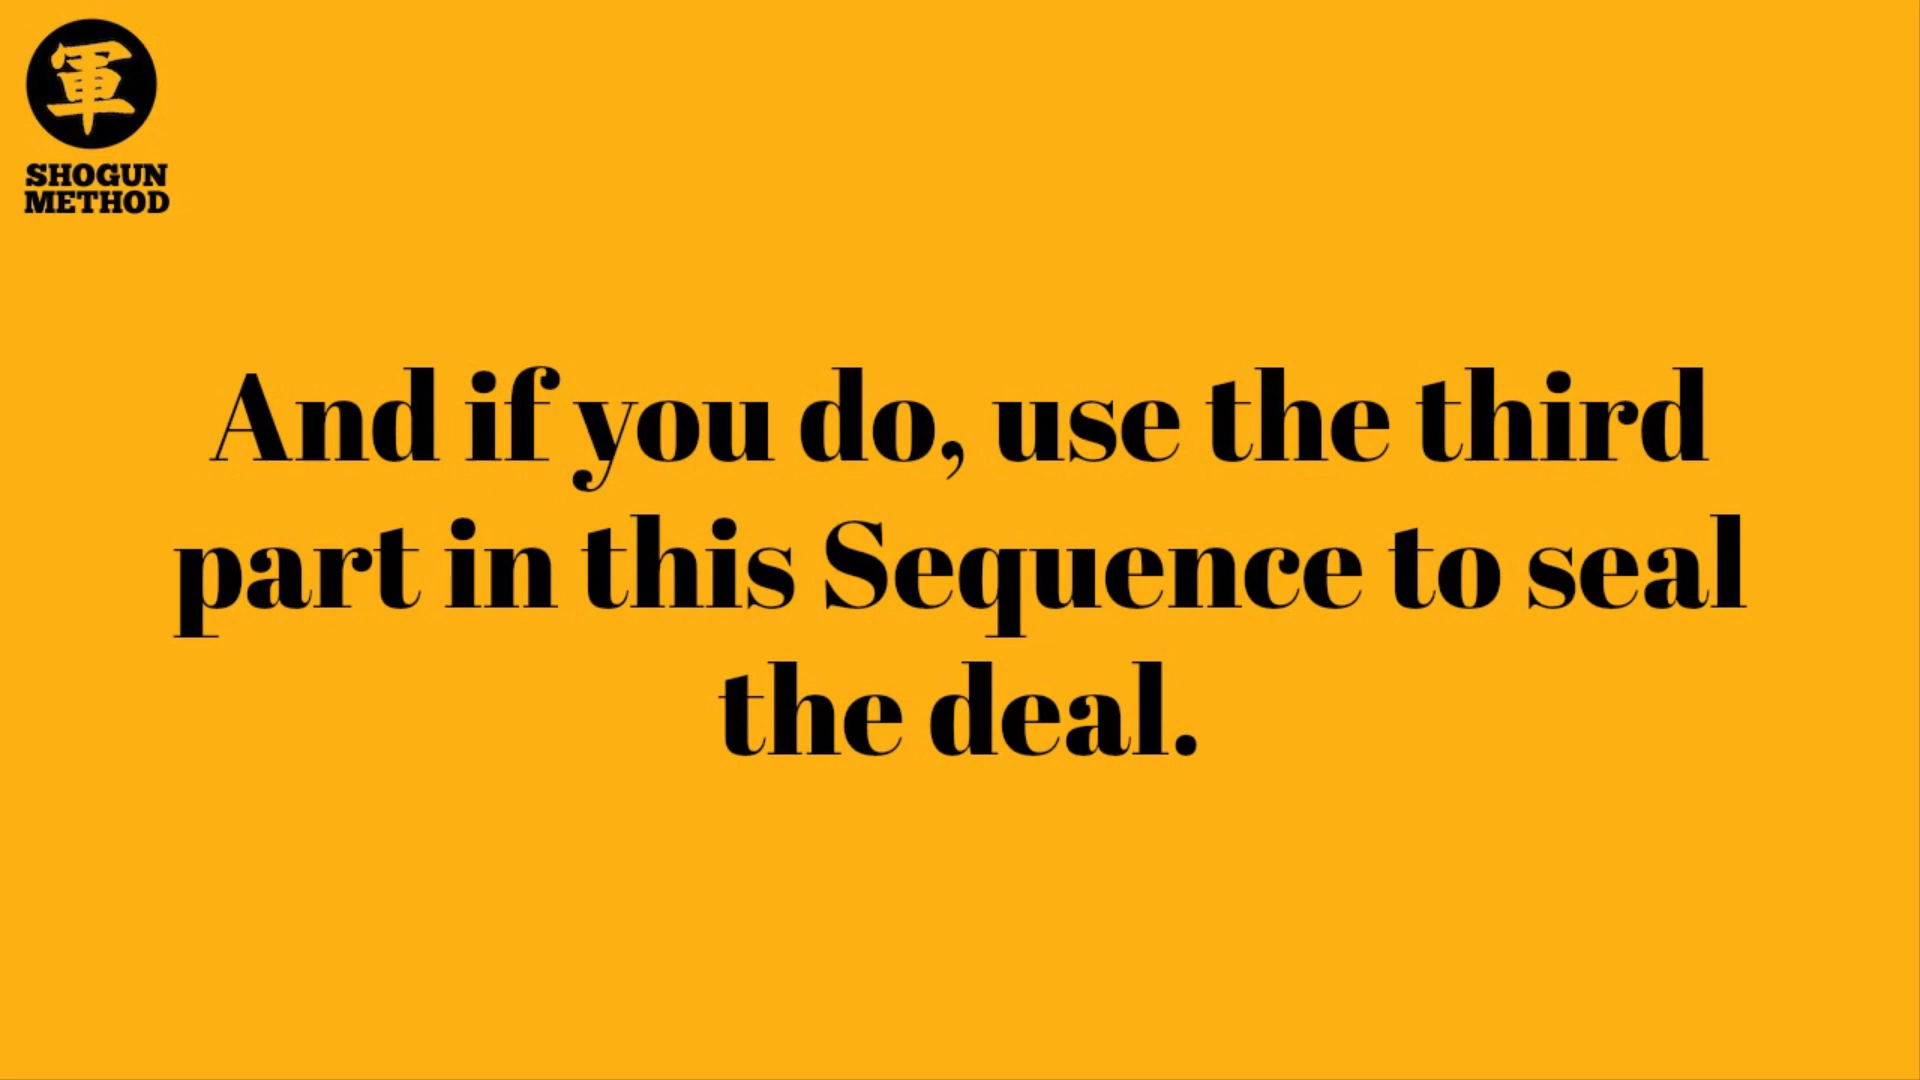 軍
SHOGUN
METHOD
And if you do, use the third
part in this Sequence to seal
the deal.